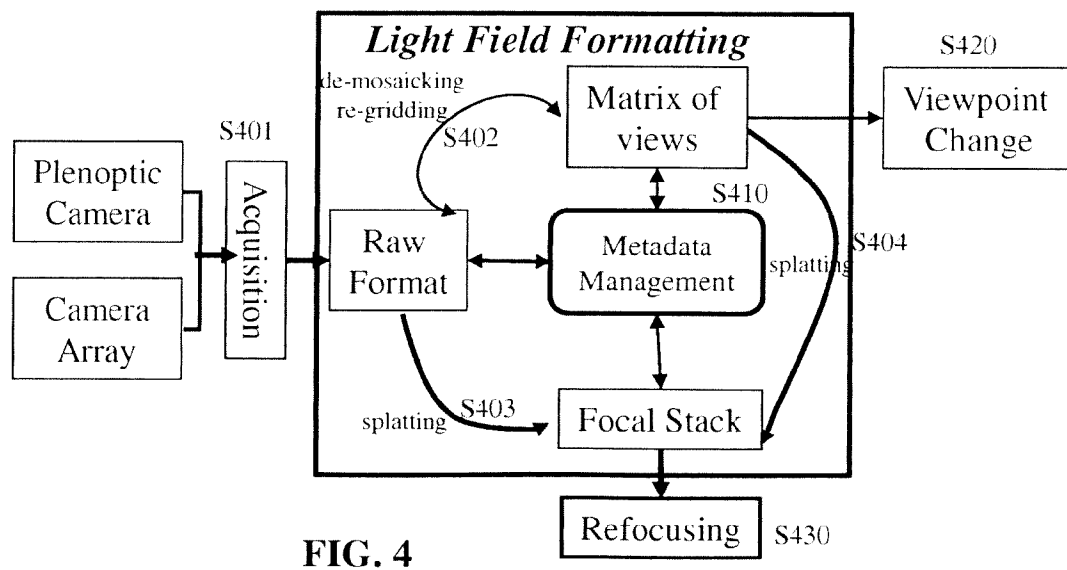 Light Field Formatting
S420
de-mosaicking
re-gridding
Matrix of
views
Viewpoint
Change
S401
S402
Plenoptic
Camera
Acquisition
S410
Raw
Format
Metadata
Management
S404
splatting
Camera
Array
splatting
S403
Focal Stack
Refocusing
S430
FIG. 4